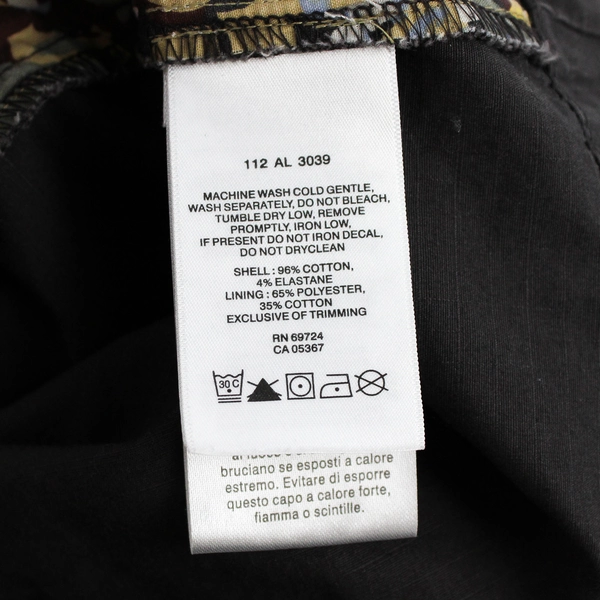 112 AL 3039
MACHINE WASH COLD GENTLE,
WASH SEPARATELY, DO NOT BLEACH,
TUMBLE DRY LOW, REMOVE
PROMPTLY, IRON LOW,
IF PRESENT DO NOT IRON DECAL,
DO NOT DRYCLEAN
SHELL : 96% COTTON,
4% ELASTANE
LINING : 65% POLYESTER,
35% COTTON
EXCLUSIVE OF TRIMMING
RN 69724
CA 05367
30 C
bruciano se esposti a calore
estremo. Evitare di esporre
questo capo a calore forte,
fiamma o scintille.